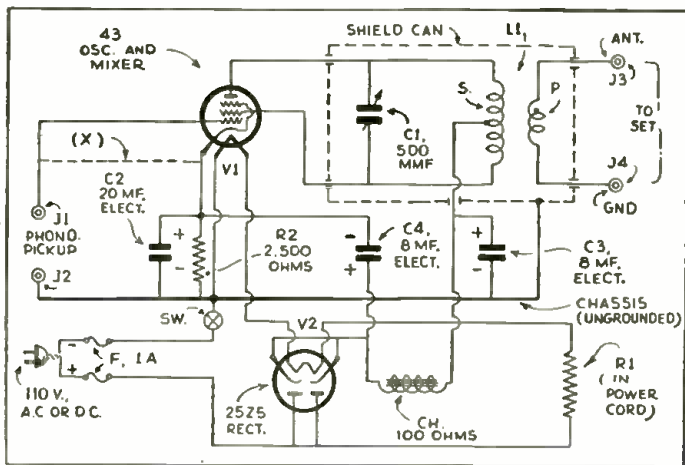 43
OSC. AND
MIXER
SHIELD CAN
L1,
ANT.
J3
S.
P
TO
SET
(X)
V1
C1,
500
MMF
J4
GND
C2
20 MF.
ELECT.
J1
PHONO.
PICKUP
J2
+
-
R2
2,500
OHMS
-
+
C4,
8 MF.
ELECT.
+
-
C3,
8 MF.
ELECT.
CHASSIS
(UNGROUNDED)
SW.
V2
-
+
F, 1A
110 V.,
A.C OR D.C.
25Z5
RECT.
CH.
100 OHMS
R1
(IN
POWER
CORD)